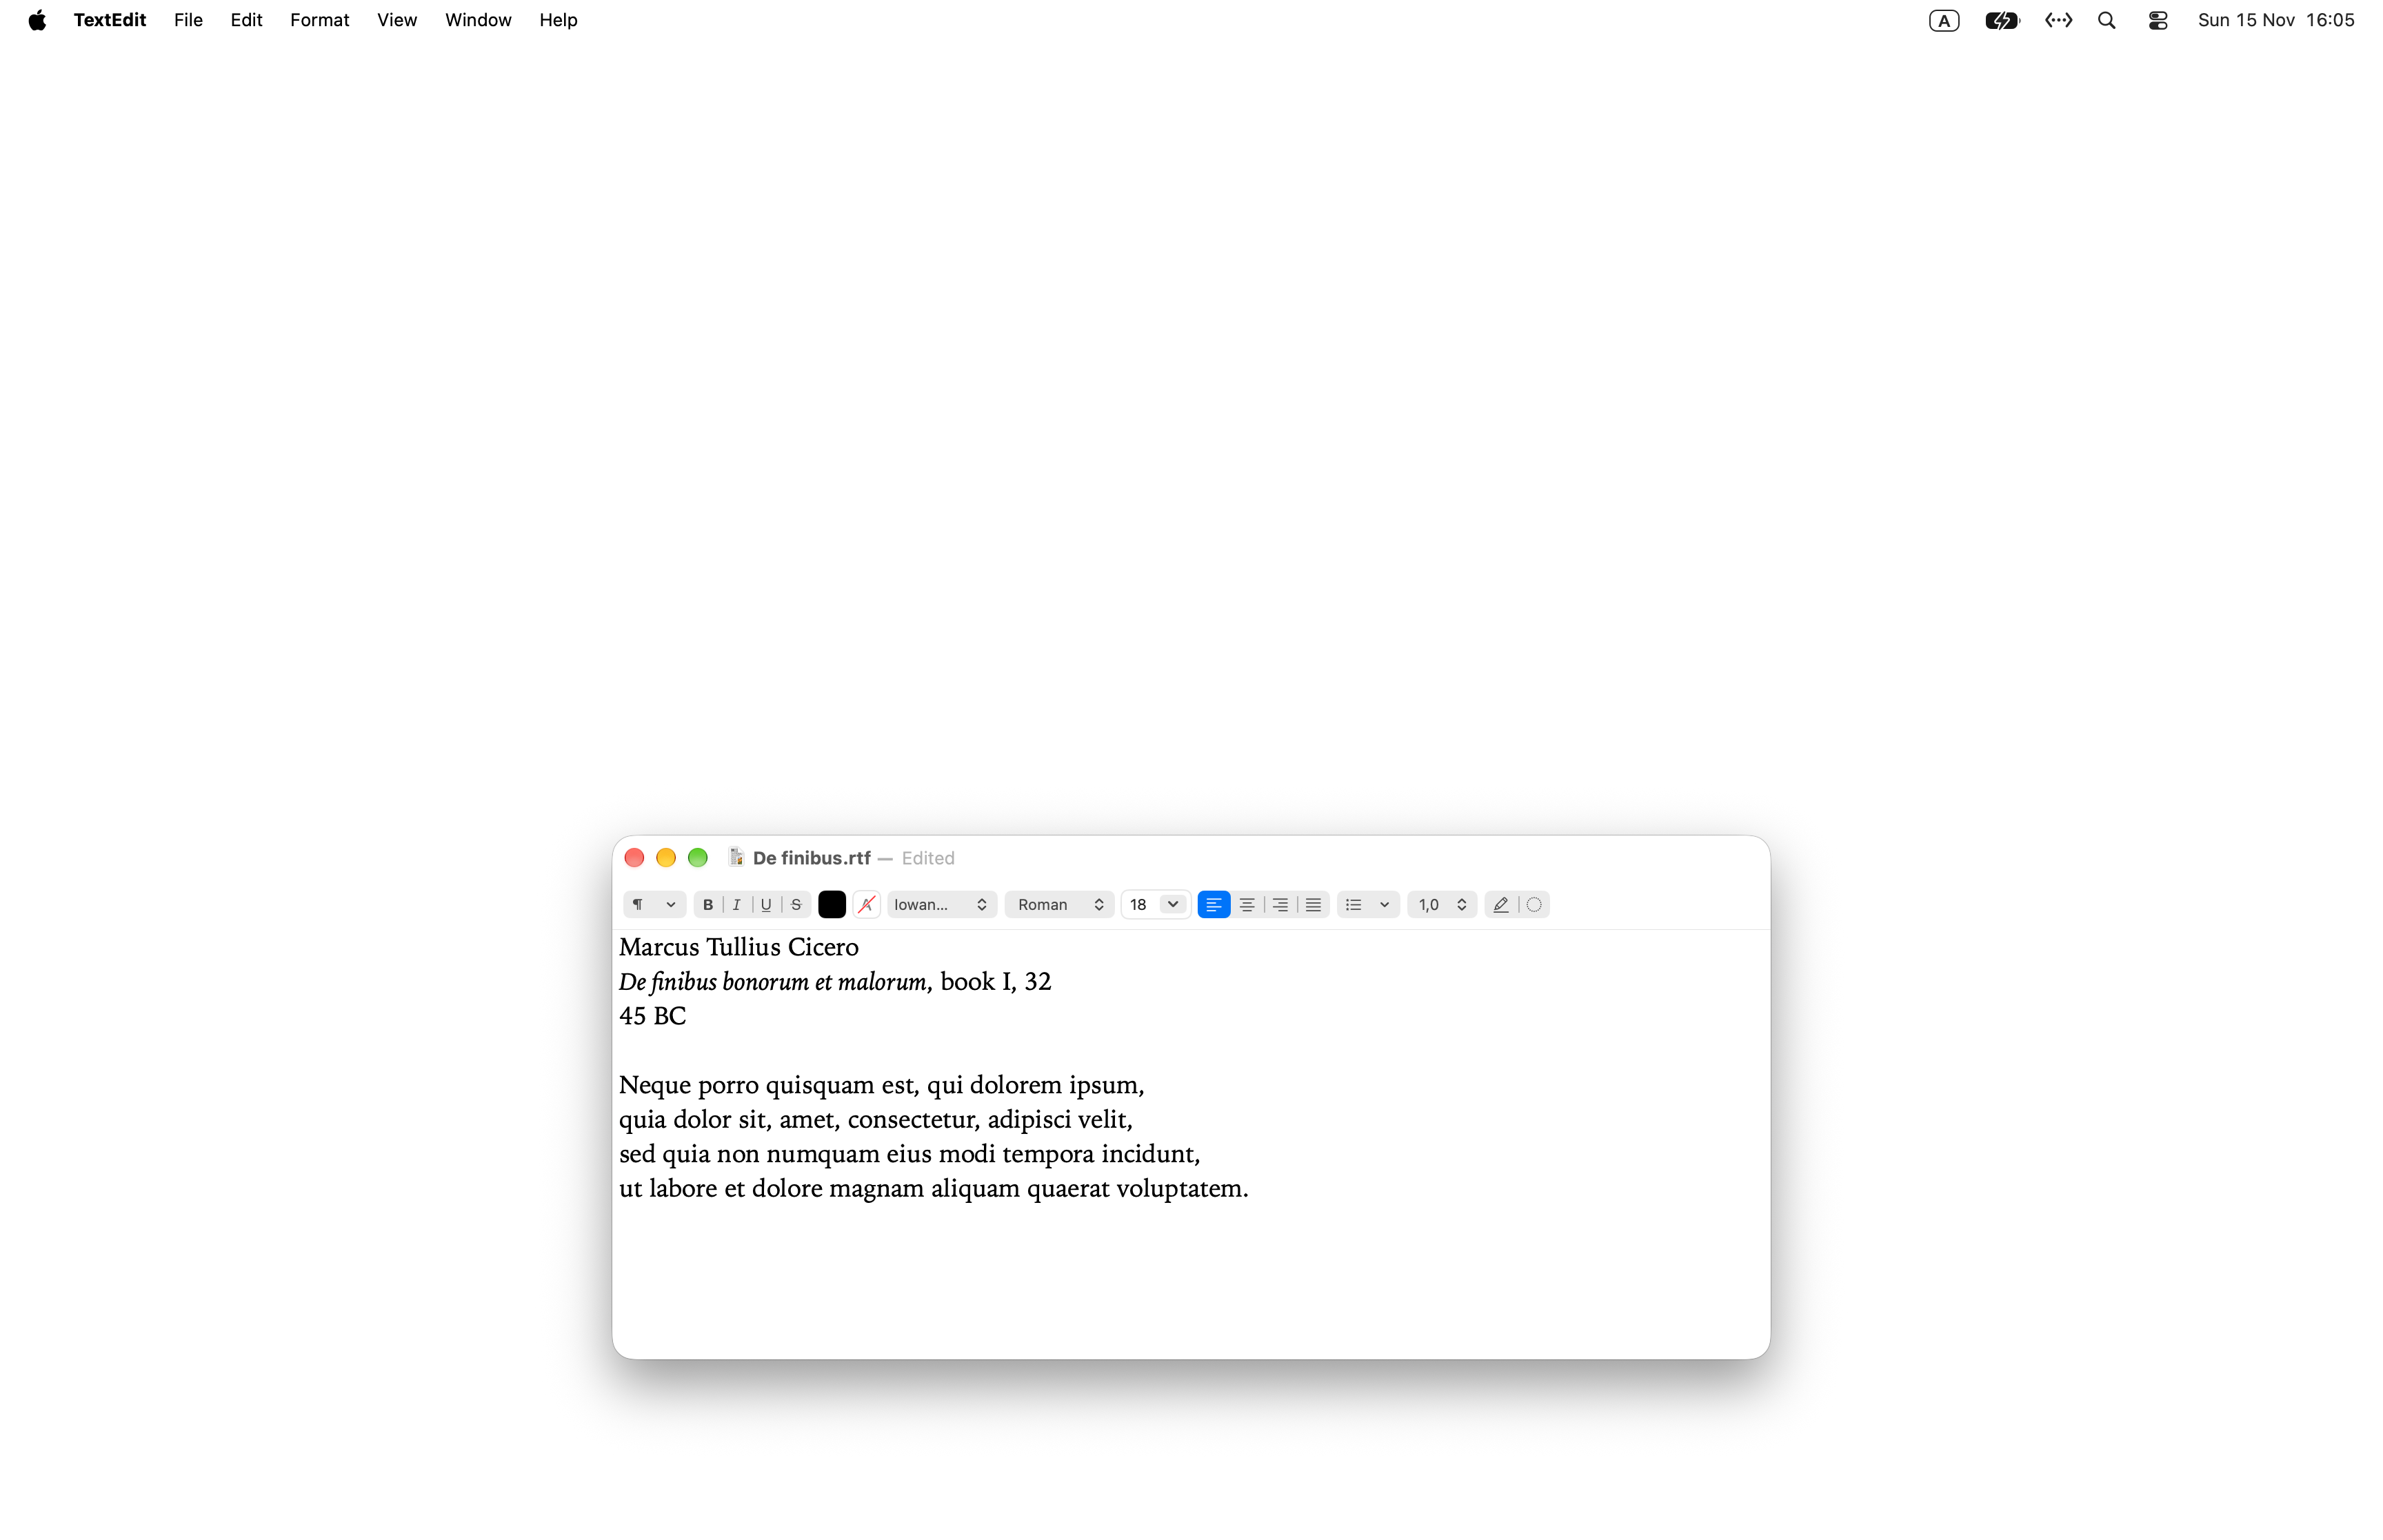 TextEdit File Edit Format View Window Help A Sun 15 Nov 16:05
De finibus.rtf — Edited
¶ B I U S A Iowan... Roman 18 1,0
Marcus Tullius Cicero
De finibus bonorum et malorum, book I, 32
45 BC
Neque porro quisquam est, qui dolorem ipsum,
quia dolor sit, amet, consectetur, adipisci velit,
sed quia non numquam eius modi tempora incidunt,
ut labore et dolore magnam aliquam quaerat voluptatem.